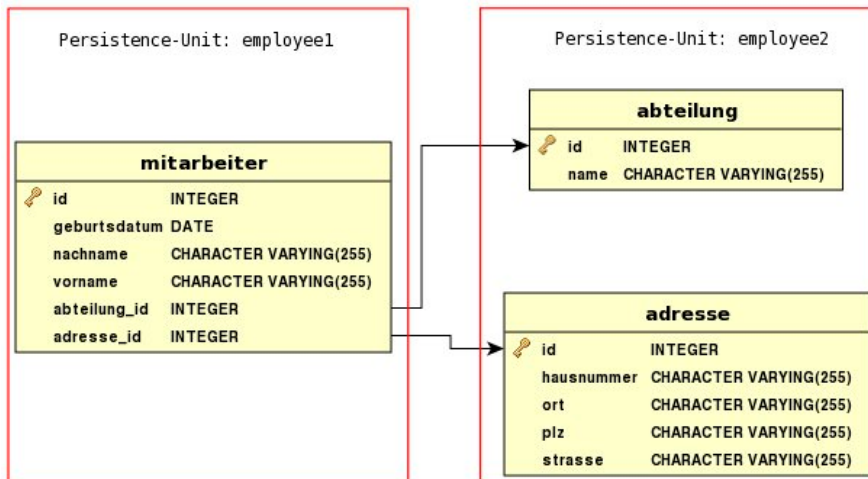 Persistence-Unit: employee1
mitarbeiter
id INTEGER
geburtsdatum DATE
nachname CHARACTER VARYING(255)
vorname CHARACTER VARYING(255)
abteilung_id INTEGER
adresse_id INTEGER
Persistence-Unit: employee2
abteilung
id INTEGER
name CHARACTER VARYING(255)
adresse
id INTEGER
hausnummer CHARACTER VARYING(255)
ort CHARACTER VARYING(255)
plz CHARACTER VARYING(255)
strasse CHARACTER VARYING(255)